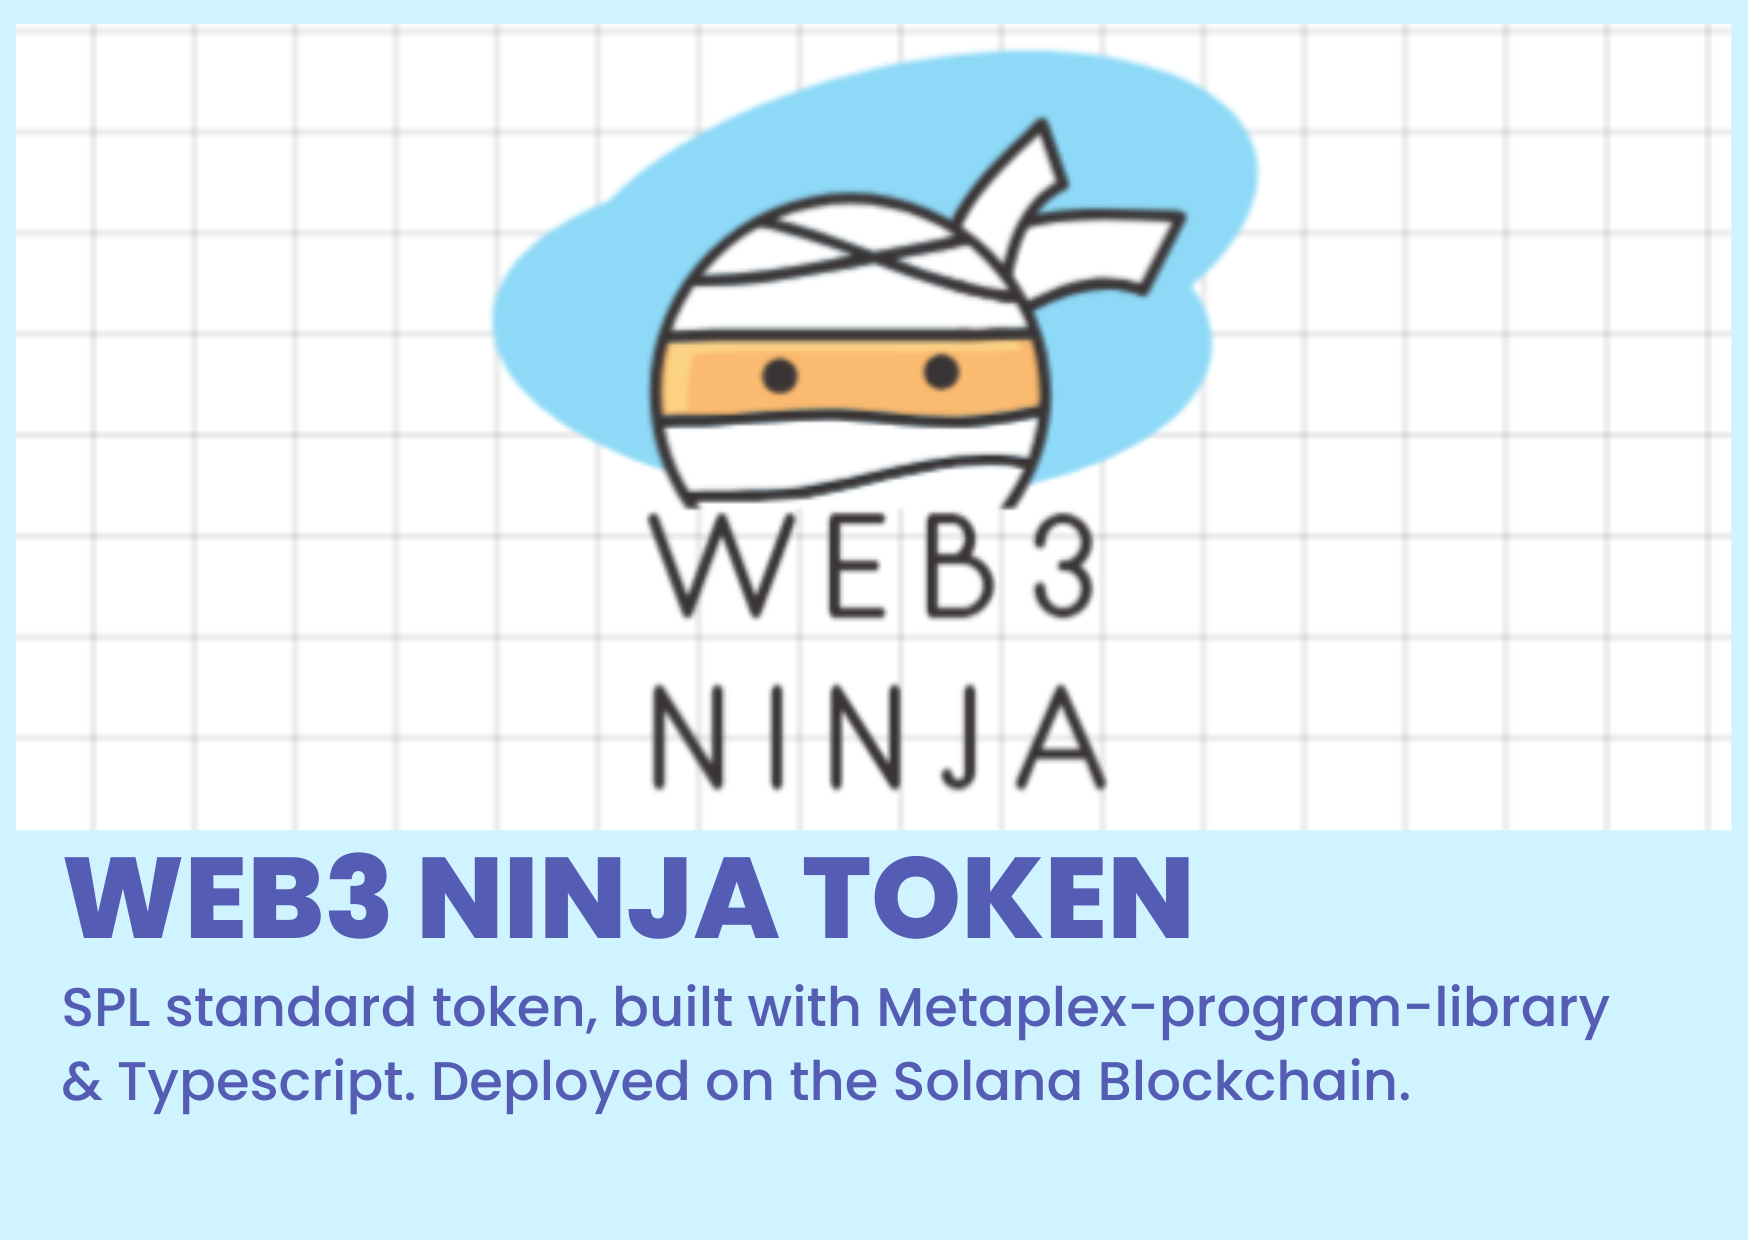 WEB3
NINJA
WEB3 NINJA TOKEN
SPL standard token, built with Metaplex-program-library
& Typescript. Deployed on the Solana Blockchain.